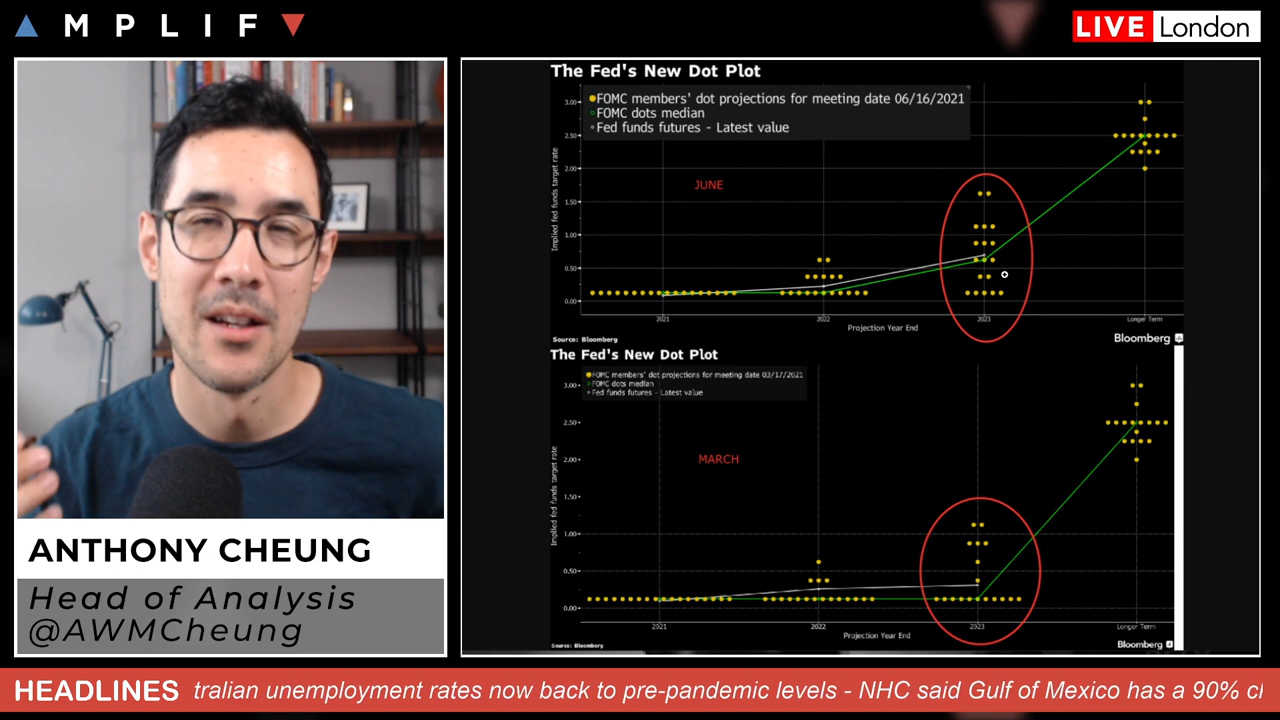 AMPLIFY
LIVE London
The Fed's New Dot Plot
FOMC members' dot projections for meeting date 06/16/2021
FOMC dots median
Fed funds futures - Latest value
3.00
2.50
2.00
1.50
1.00
0.50
0.00
Implied fed funds target rate
JUNE
2021
2022
2023
Longer Term
Projection Year End
Source: Bloomberg
Bloomberg
The Fed's New Dot Plot
FOMC members' dot projections for meeting date 03/17/2021
FOMC dots median
Fed funds futures - Latest value
3.00
2.50
2.00
1.50
1.00
0.50
0.00
Implied fed funds target rate
MARCH
2021
2022
2023
Longer Term
Projection Year End
Source: Bloomberg
Bloomberg
ANTHONY CHEUNG
Head of Analysis
@AWMCheung
HEADLINES tralian unemployment rates now back to pre-pandemic levels - NHC said Gulf of Mexico has a 90%